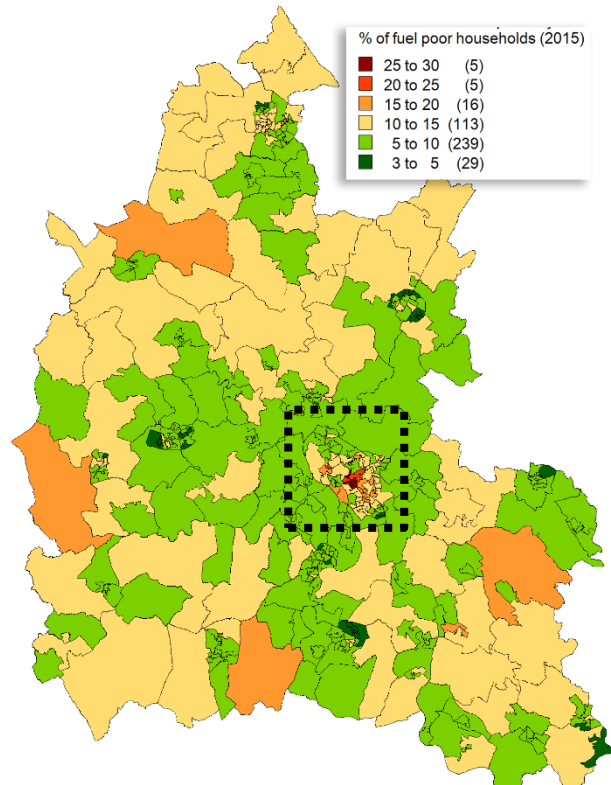 % of fuel poor households (2015)
25 to 30 (5)
20 to 25 (5)
15 to 20 (16)
10 to 15 (113)
5 to 10 (239)
3 to 5 (29)